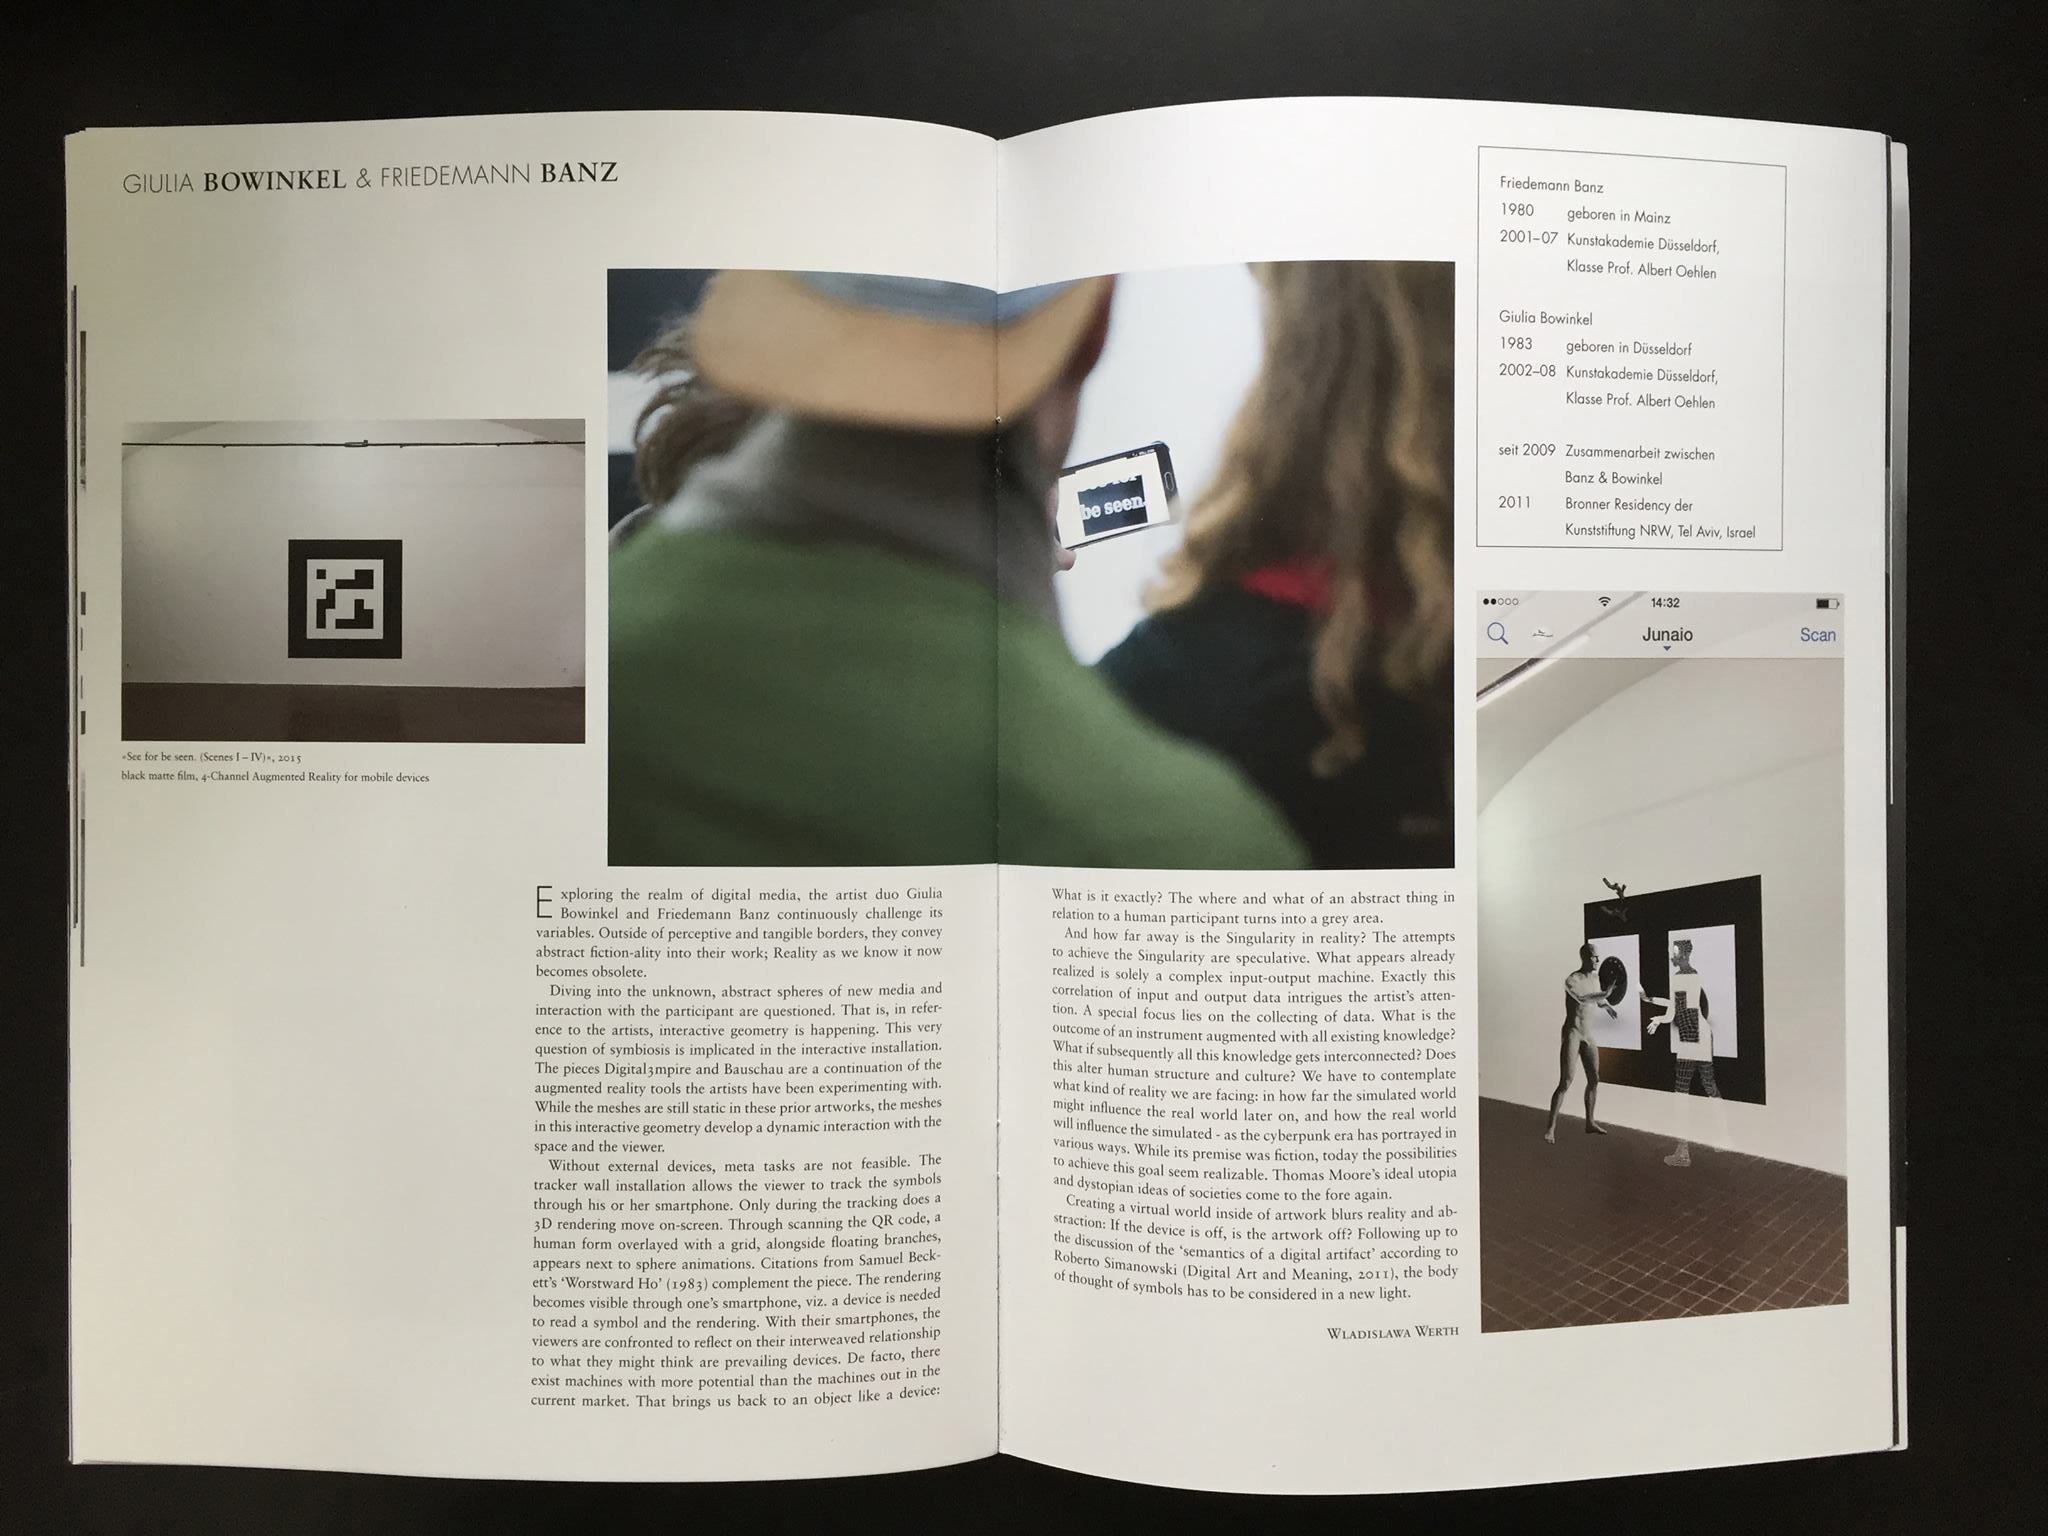 GIULIA BOWINKEL & FRIEDEMANN BANZ
»See for be seen. (Scenes I – IV)«, 2015
black matte film, 4-Channel Augmented Reality for mobile devices
be seen.
Exploring the realm of digital media, the artist duo Giulia
Bowinkel and Friedemann Banz continuously challenge its
variables. Outside of perceptive and tangible borders, they convey
abstract fiction-ality into their work; Reality as we know it now
becomes obsolete.
Diving into the unknown, abstract spheres of new media and
interaction with the participant are questioned. That is, in refer-
ence to the artists, interactive geometry is happening. This very
question of symbiosis is implicated in the interactive installation.
The pieces Digital3mpire and Bauschau are a continuation of the
augmented reality tools the artists have been experimenting with.
While the meshes are still static in these prior artworks, the meshes
in this interactive geometry develop a dynamic interaction with the
space and the viewer.
Without external devices, meta tasks are not feasible. The
tracker wall installation allows the viewer to track the symbols
through his or her smartphone. Only during the tracking does a
3D rendering move on-screen. Through scanning the QR code, a
human form overlayed with a grid, alongside floating branches,
appears next to sphere animations. Citations from Samuel Beck-
ett's 'Worstward Ho' (1983) complement the piece. The rendering
becomes visible through one's smartphone, viz. a device is needed
to read a symbol and the rendering. With their smartphones, the
viewers are confronted to reflect on their interweaved relationship
to what they might think are prevailing devices. De facto, there
exist machines with more potential than the machines out in the
current market. That brings us back to an object like a device:
What is it exactly? The where and what of an abstract thing in
relation to a human participant turns into a grey area.
And how far away is the Singularity in reality? The attempts
to achieve the Singularity are speculative. What appears already
realized is solely a complex input-output machine. Exactly this
correlation of input and output data intrigues the artist's atten-
tion. A special focus lies on the collecting of data. What is the
outcome of an instrument augmented with all existing knowledge?
What if subsequently all this knowledge gets interconnected? Does
this alter human structure and culture? We have to contemplate
what kind of reality we are facing: in how far the simulated world
might influence the real world later on, and how the real world
will influence the simulated - as the cyberpunk era has portrayed in
various ways. While its premise was fiction, today the possibilities
to achieve this goal seem realizable. Thomas Moore's ideal utopia
and dystopian ideas of societies come to the fore again.
Creating a virtual world inside of artwork blurs reality and ab-
straction: If the device is off, is the artwork off? Following up to
the discussion of the 'semantics of a digital artifact' according to
Roberto Simanowski (Digital Art and Meaning, 2011), the body
of thought of symbols has to be considered in a new light.
WLADISLAWA WERTH
Friedemann Banz
1980 geboren in Mainz
2001–07 Kunstakademie Düsseldorf,
Klasse Prof. Albert Oehlen
Giulia Bowinkel
1983 geboren in Düsseldorf
2002–08 Kunstakademie Düsseldorf,
Klasse Prof. Albert Oehlen
seit 2009 Zusammenarbeit zwischen
Banz & Bowinkel
2011 Bronner Residency der
Kunststiftung NRW, Tel Aviv, Israel
14:32
Junaio Scan